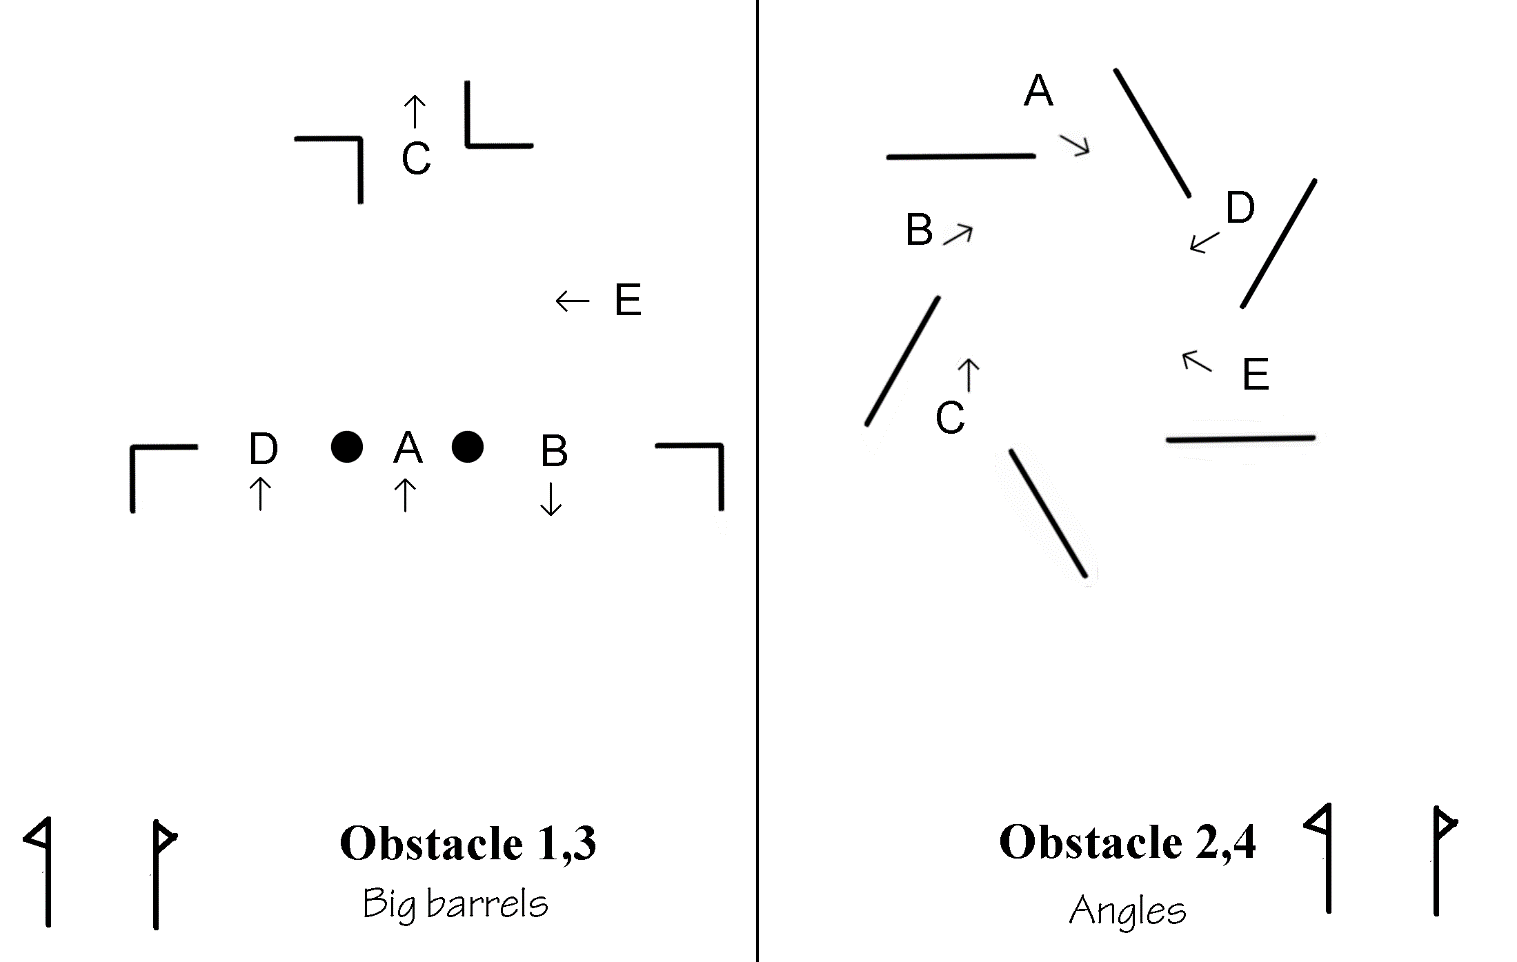 C
E
D A B
Obstacle 1,3
Big barrels
A
D
B
E
C
Obstacle 2,4
Angles